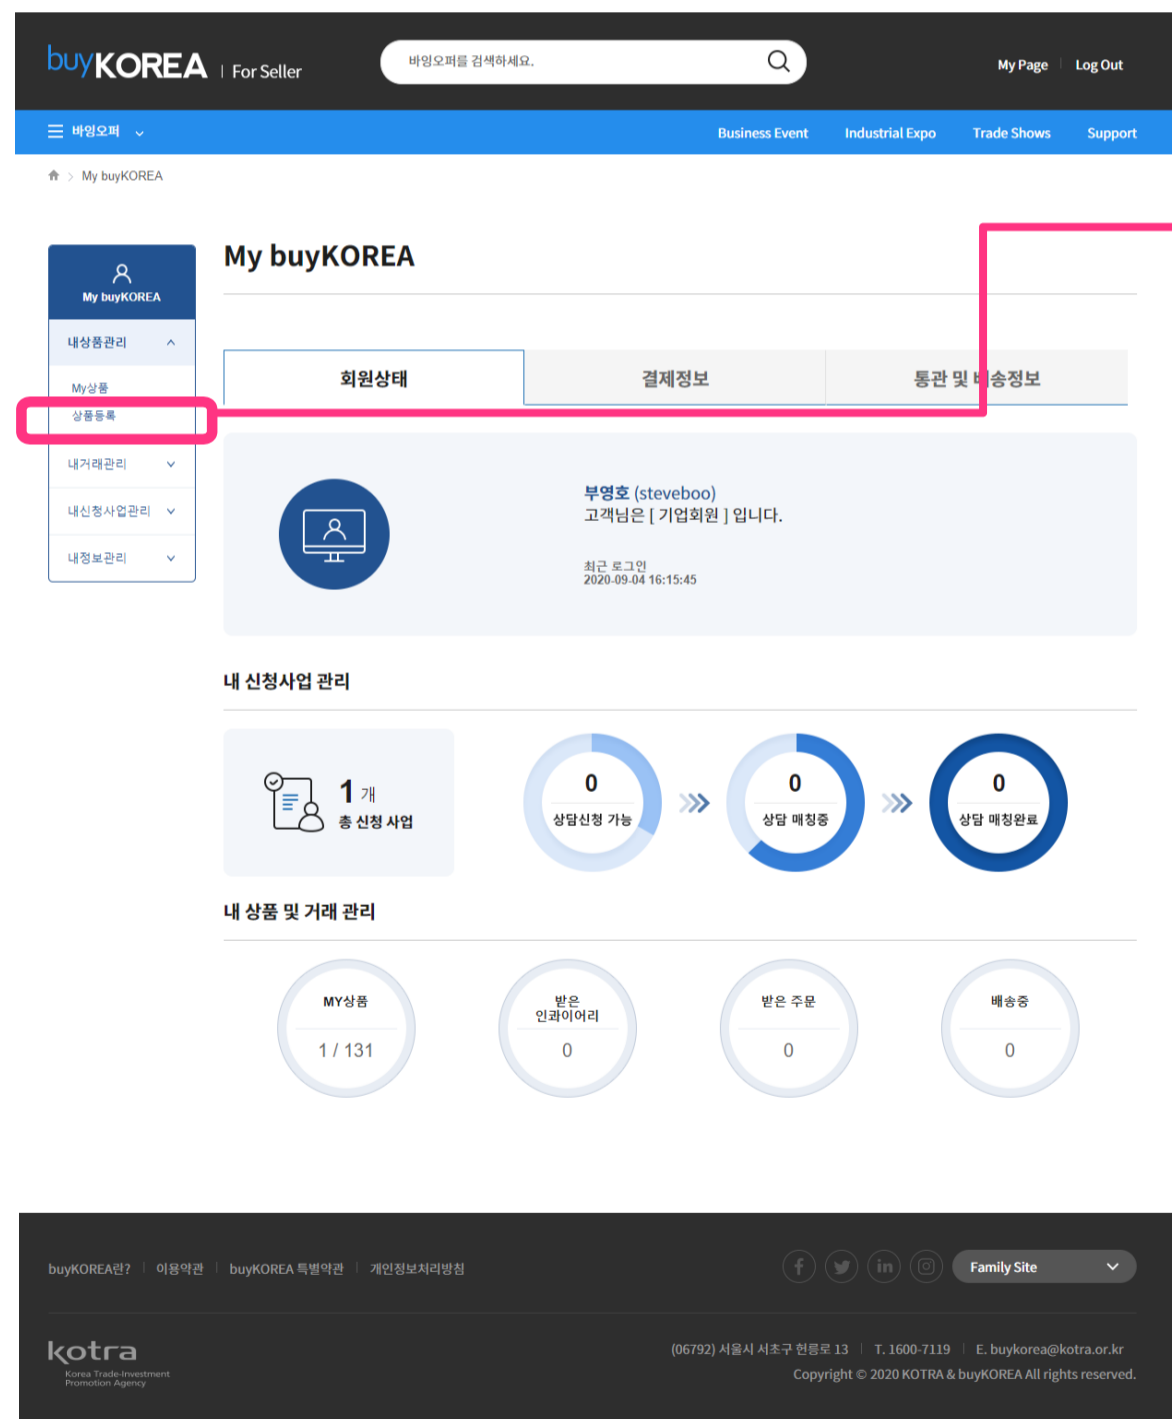 buyKOREA | For Seller
바잉오퍼를 검색하세요.
My Page
Log Out
바잉오퍼
Business Event
Industrial Expo
Trade Shows
Support
My buyKOREA
My buyKOREA
My buyKOREA
내상품관리
My상품
상품등록
내거래관리
내신청사업관리
내정보관리
회원상태
결제정보
통관 및 배송정보
부영호 (steveboo)
고객님은 [ 기업회원 ] 입니다.
최근 로그인
2020-09-04 16:15:45
내 신청사업 관리
1 개
총 신청 사업
0
상담신청 가능
0
상담 매칭중
0
상담 매칭완료
내 상품 및 거래 관리
MY상품
1 / 131
받은
인콰이어리
0
받은 주문
0
배송중
0
buyKOREA란?
이용약관
buyKOREA 특별약관
개인정보처리방침
Family Site
kotra
Korea Trade-Investment
Promotion Agency
(06792) 서울시 서초구 헌릉로 13 | T. 1600-7119 | E. buykorea@kotra.or.kr
Copyright © 2020 KOTRA & buyKOREA All rights reserved.